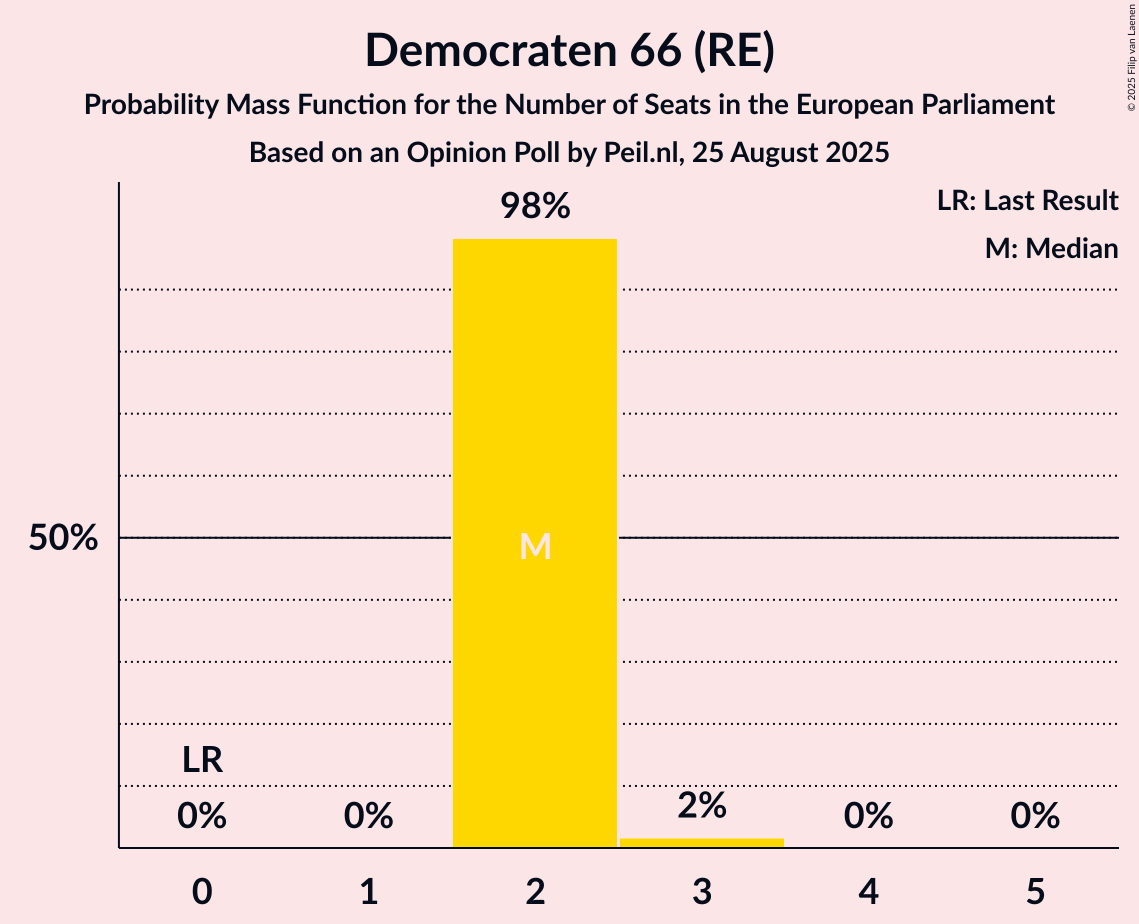 Democraten 66 (RE)
Probability Mass Function for the Number of Seats in the European Parliament
Based on an Opinion Poll by Peil.nl, 25 August 2025
© 2025 Filip van Laenen
LR: Last Result
M: Median
98%
50%
M
LR
0%
0%
2%
0%
0%
0
1
2
3
4
5